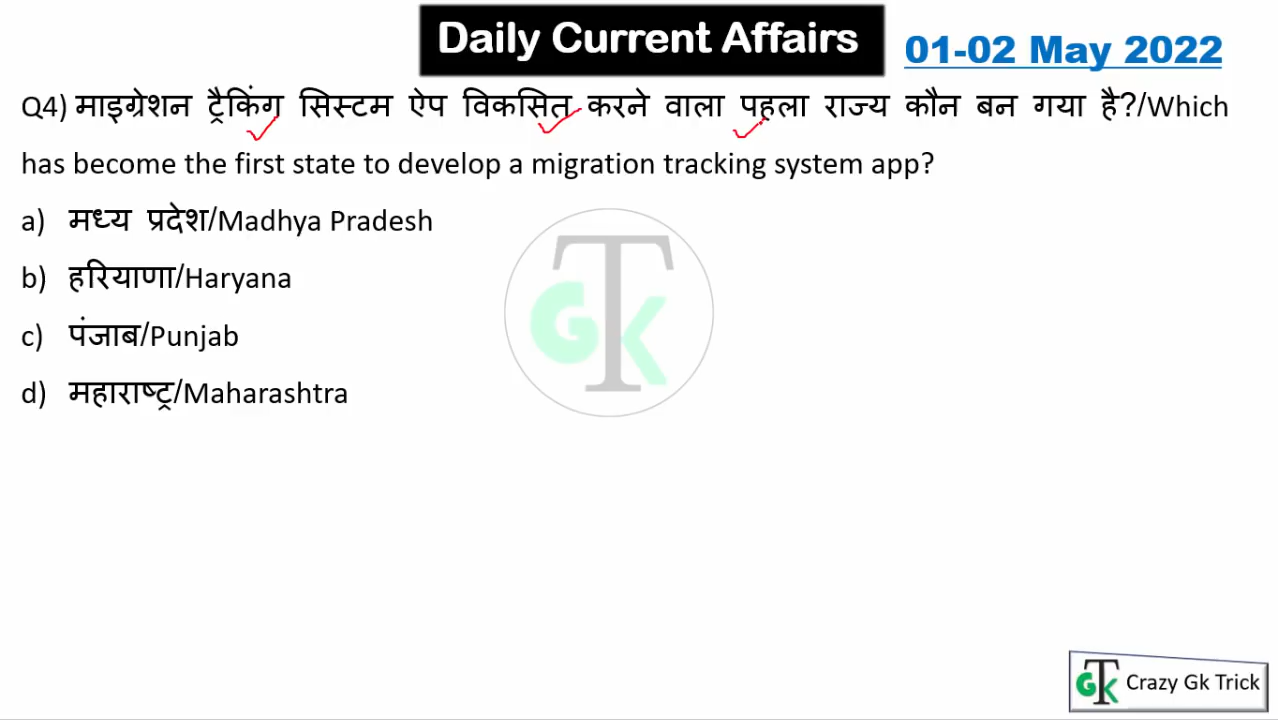 Daily Current Affairs
01-02 May 2022
Q4) माइग्रेशन ट्रैकिंग सिस्टम ऐप विकसित करने वाला पहला राज्य कौन बन गया है?/Which
has become the first state to develop a migration tracking system app?
a) मध्य प्रदेश/Madhya Pradesh
b) हरियाणा/Haryana
c) पंजाब/Punjab
d) महाराष्ट्र/Maharashtra
GTK
GTK Crazy Gk Trick